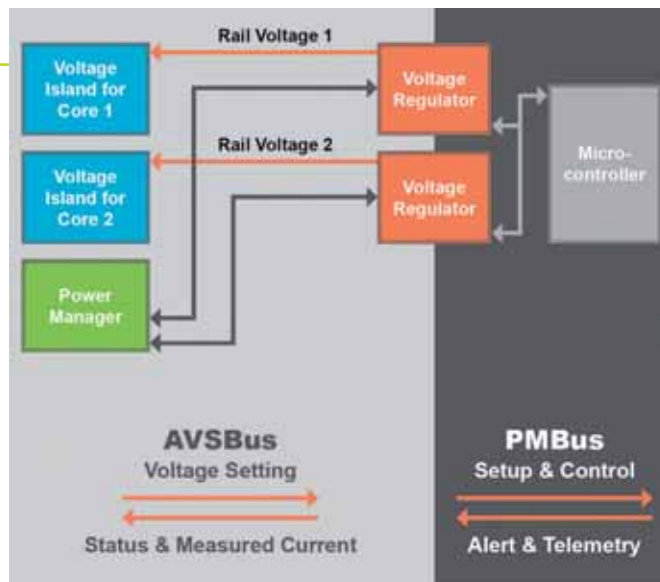 Rail Voltage 1
Voltage
Island for
Core 1
Voltage
Regulator
Rail Voltage 2
Micro-
controller
Voltage
Island for
Core 2
Voltage
Regulator
Power
Manager
AVSBus
Voltage Setting
Status & Measured Current
PMBus
Setup & Control
Alert & Telemetry